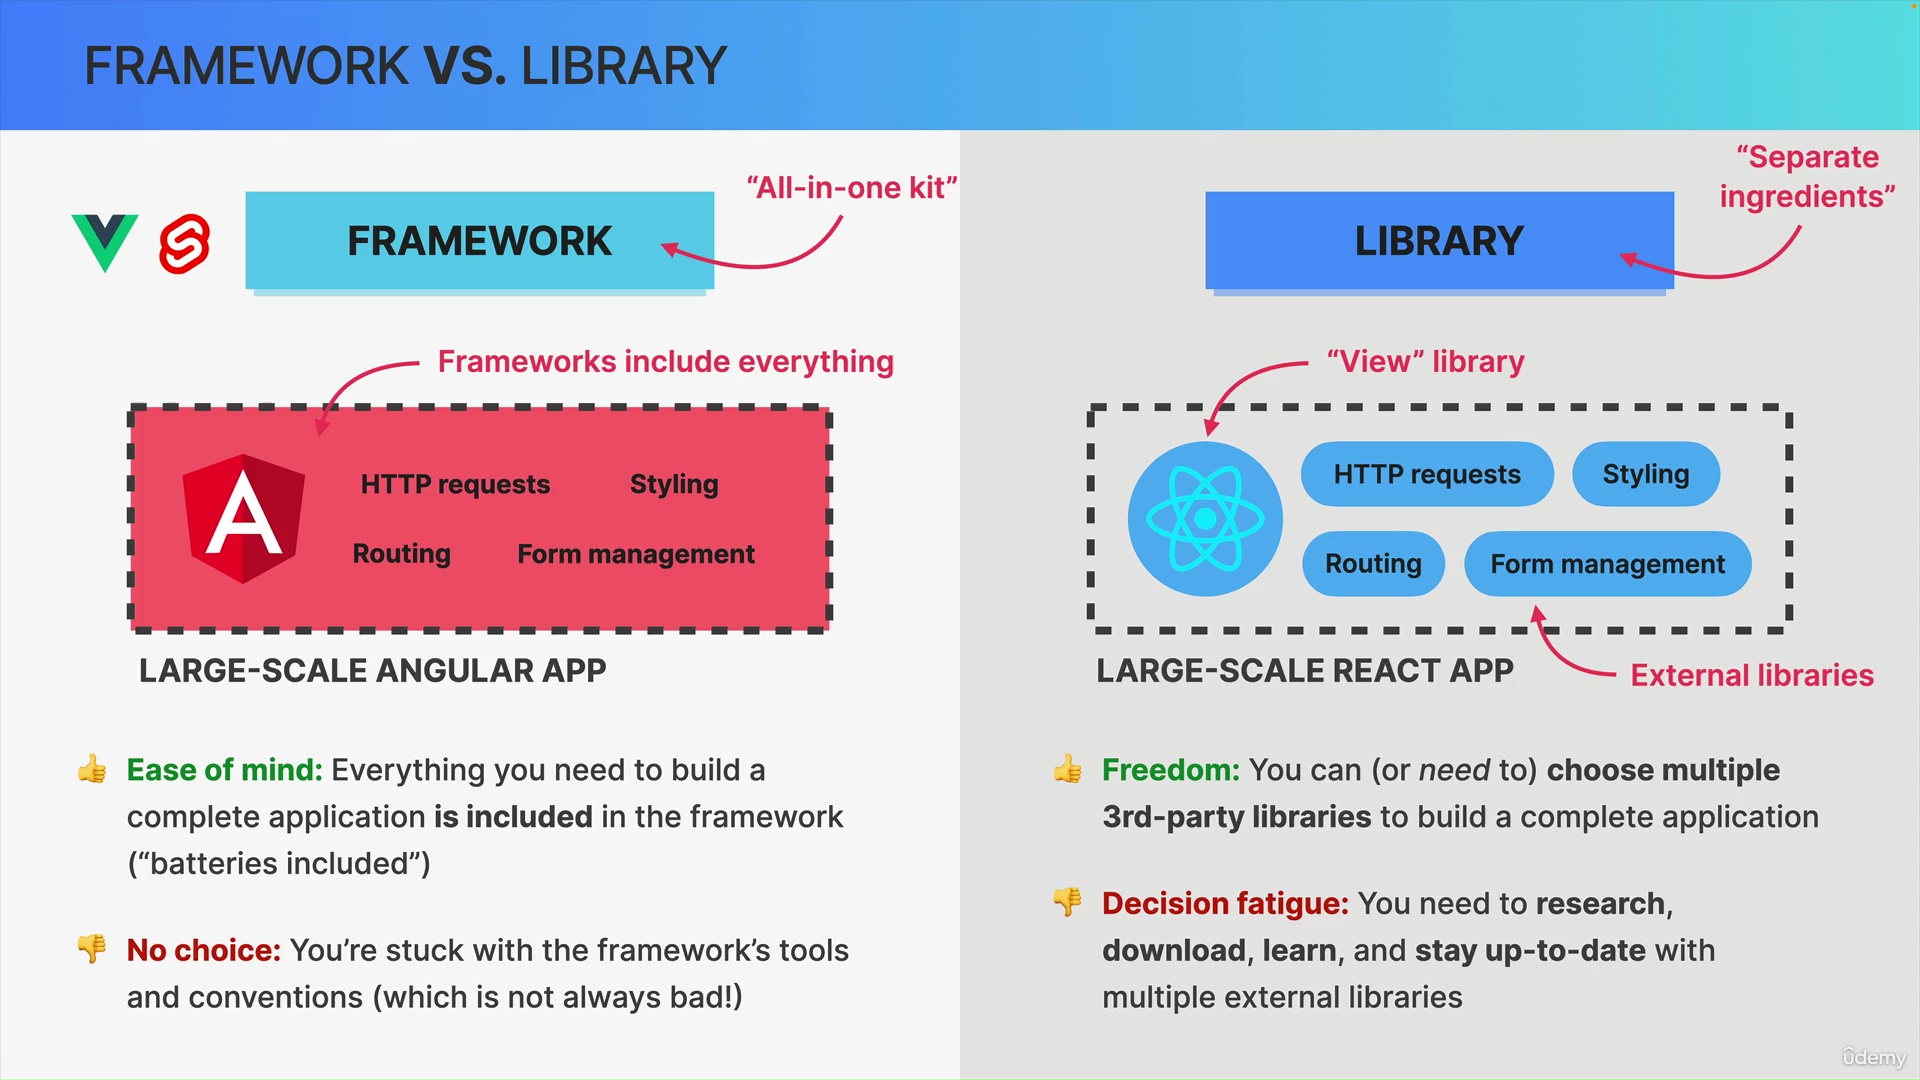 FRAMEWORK VS. LIBRARY
“All-in-one kit”
FRAMEWORK
Frameworks include everything
HTTP requests
Styling
Routing
Form management
LARGE-SCALE ANGULAR APP
👍 Ease of mind: Everything you need to build a
complete application is included in the framework
(“batteries included”)
👎 No choice: You’re stuck with the framework’s tools
and conventions (which is not always bad!)
“Separate
ingredients”
LIBRARY
“View” library
HTTP requests
Styling
Routing
Form management
LARGE-SCALE REACT APP
External libraries
👍 Freedom: You can (or need to) choose multiple
3rd-party libraries to build a complete application
👎 Decision fatigue: You need to research,
download, learn, and stay up-to-date with
multiple external libraries
ûdemy